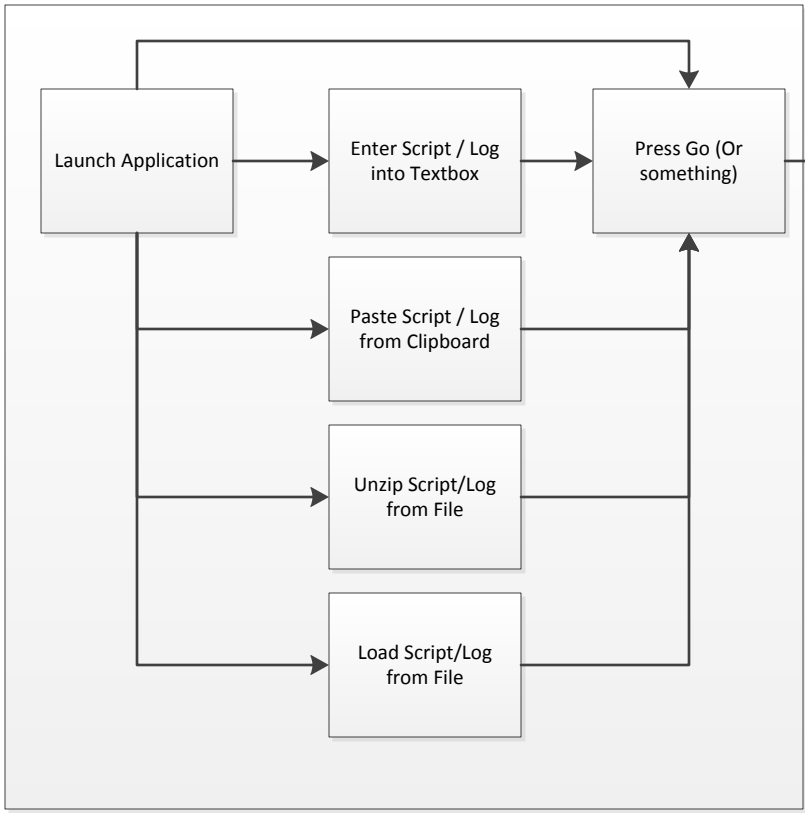 Launch Application
Enter Script / Log
into Textbox
Press Go (Or
something)
Paste Script / Log
from Clipboard
Unzip Script/Log
from File
Load Script/Log
from File